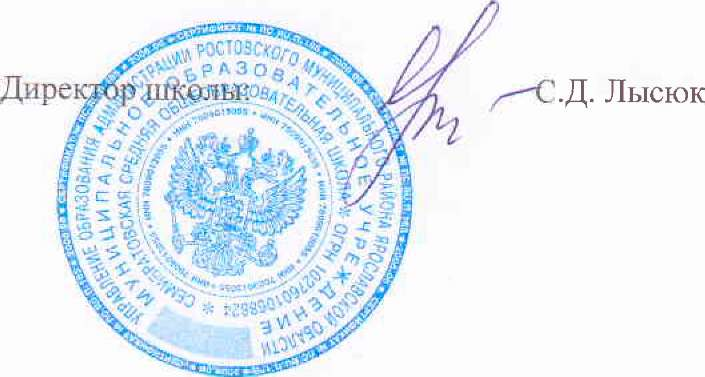 Директор школы:
С.Д. Лысюк
УПРАВЛЕНИЕ ОБРАЗОВАНИЯ АДМИНИСТРАЦИИ РОСТОВСКОГО МУНИЦИПАЛЬНОГО РАЙОНА ЯРОСЛАВСКОЙ ОБЛАСТИ
МУНИЦИПАЛЬНОЕ ОБРАЗОВАТЕЛЬНОЕ УЧРЕЖДЕНИЕ
СЕМИБРАТОВСКАЯ СРЕДНЯЯ ОБЩЕОБРАЗОВАТЕЛЬНАЯ ШКОЛА * ОГРН 1027601068824 *